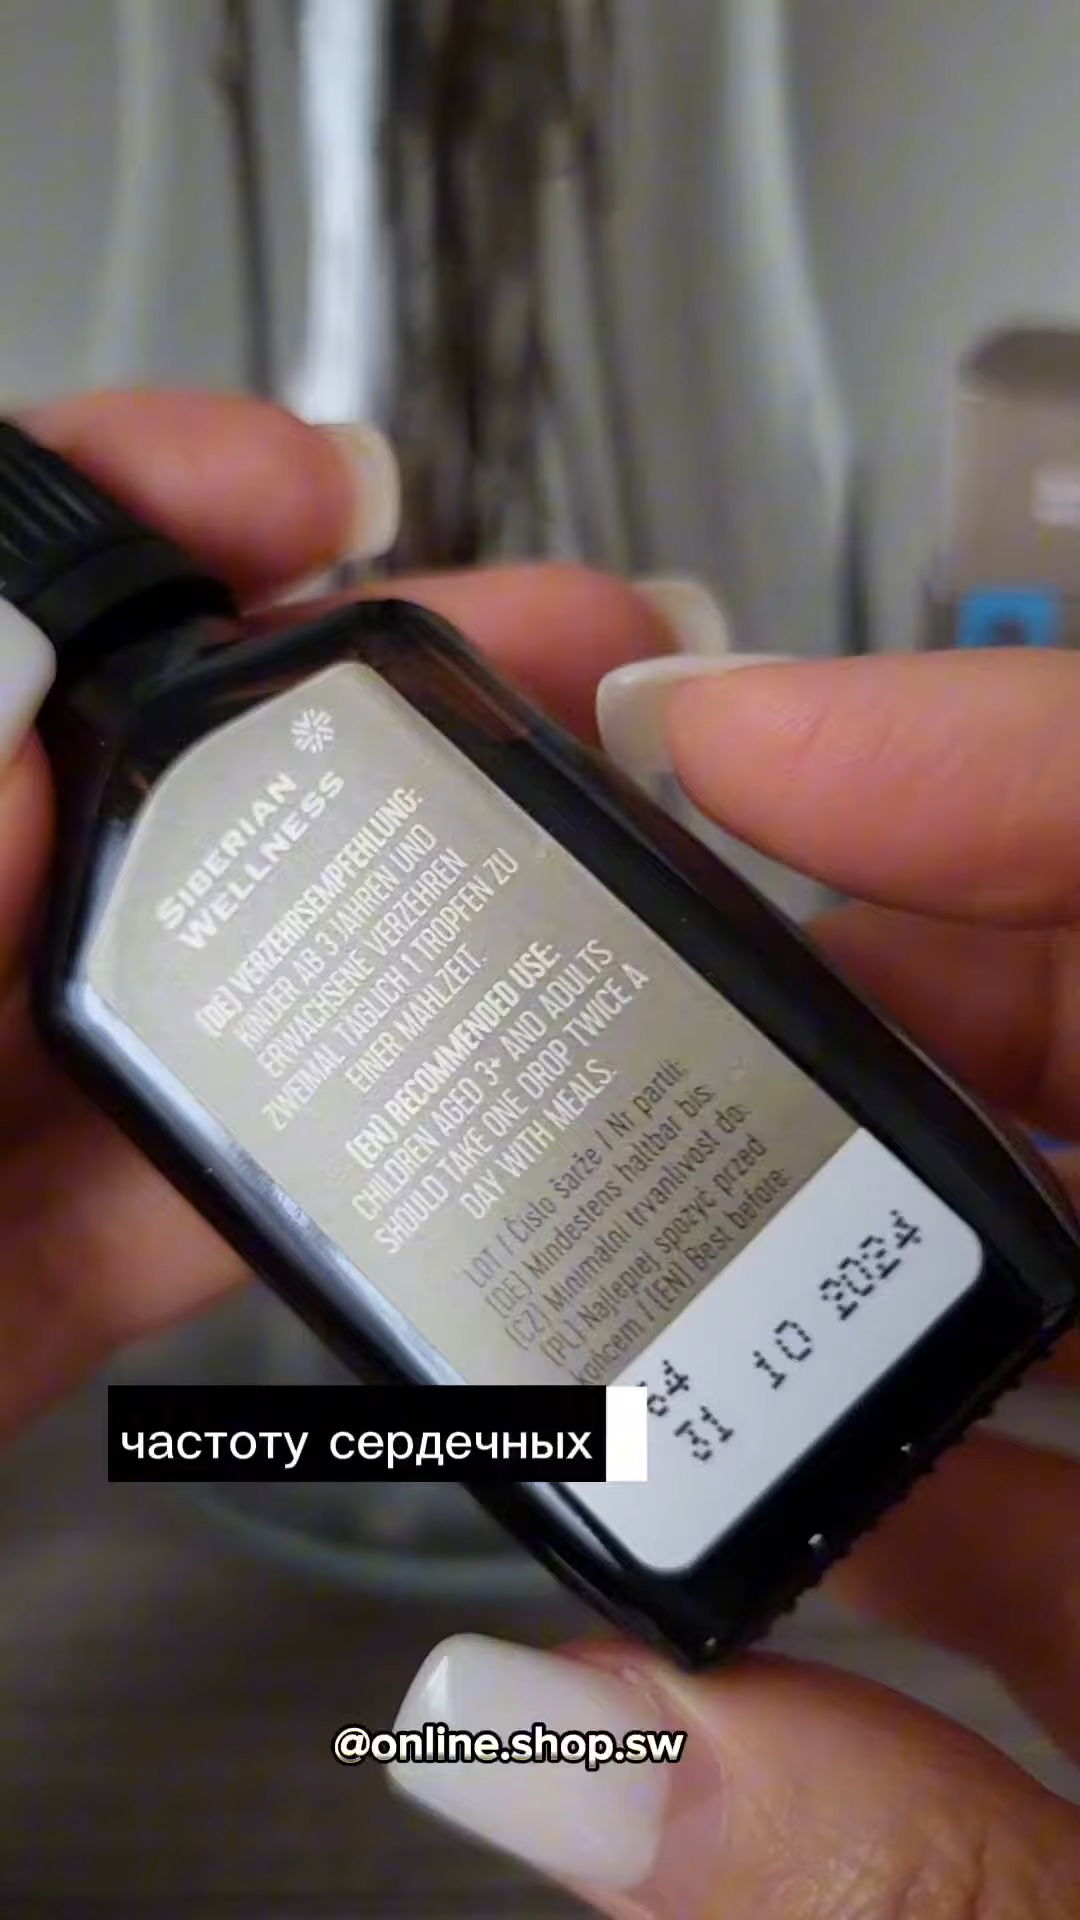 SIBERIAN
WELLNESS
(DE) VERZEHRSEMPFEHLUNG:
KINDER AB 3 JAHREN UND
ERWACHSENE VERZEHREN
ZWEIMAL TÄGLICH 1 TROPFEN ZU
EINER MAHLZEIT.
(EN) RECOMMENDED USE:
CHILDREN AGED 3+ AND ADULTS
SHOULD TAKE ONE DROP TWICE A
DAY WITH MEALS.
LOT / Číslo šarže / Nr partii:
(DE) Mindestens haltbar bis:
(CZ) Minimální trvanlivost do:
(PL) Najlepiej spożyć przed
końcem / (EN) Best before:
64
31 10 2024
частоту сердечных
@online.shop.sw